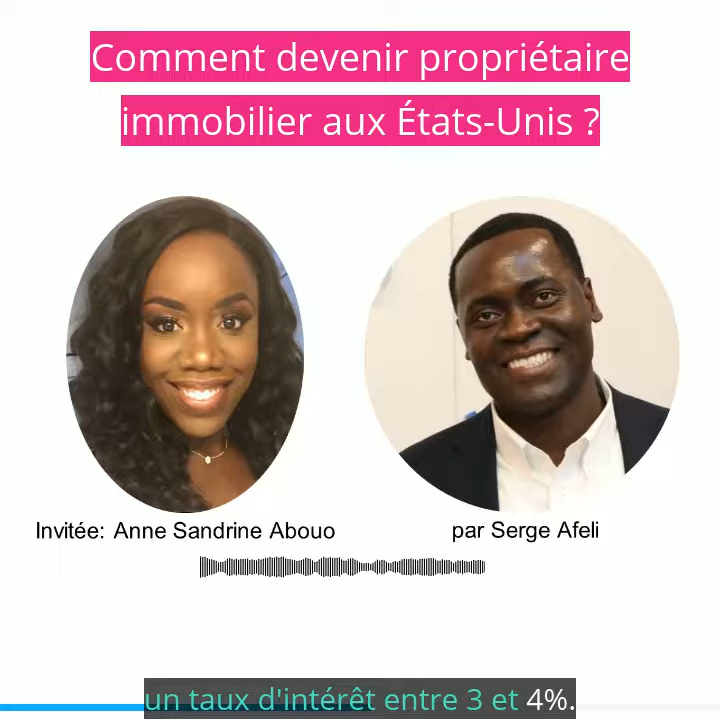 Comment devenir propriétaire
immobilier aux États-Unis ?
Invitée: Anne Sandrine Abouo
par Serge Afeli
un taux d'intérêt entre 3 et 4%.